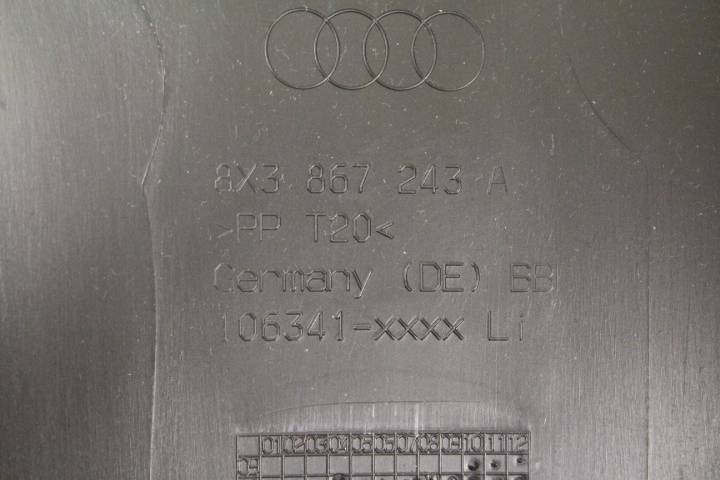 8X3 867 243 A
>PP T20<
Germany (DE) BB
106341-xxxx Li
01 02 03 04 05 06 07 08 09 10 11 12